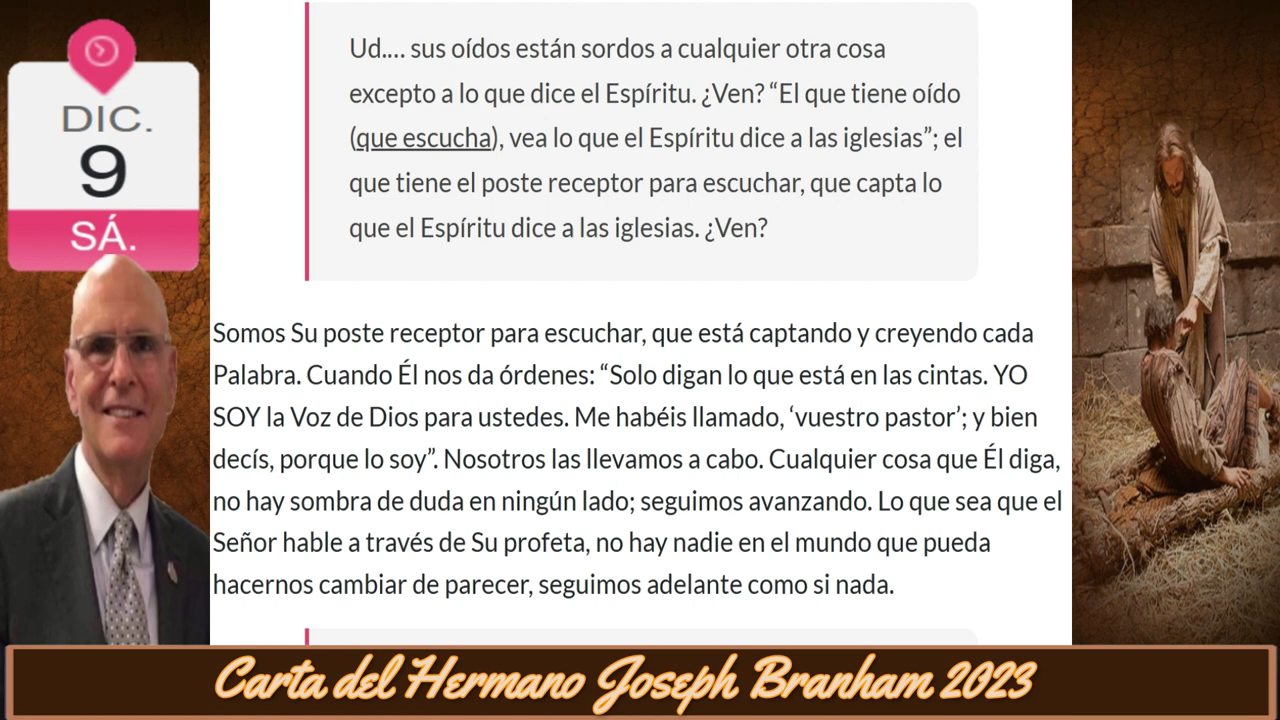 DIC.
9
SÁ.
Ud.... sus oídos están sordos a cualquier otra cosa
excepto a lo que dice el Espíritu. ¿Ven? “El que tiene oído
(que escucha), vea lo que el Espíritu dice a las iglesias”; el
que tiene el poste receptor para escuchar, que capta lo
que el Espíritu dice a las iglesias. ¿Ven?
Somos Su poste receptor para escuchar, que está captando y creyendo cada
Palabra. Cuando Él nos da órdenes: “Solo digan lo que está en las cintas. YO
SOY la Voz de Dios para ustedes. Me habéis llamado, ‘vuestro pastor’; y bien
decís, porque lo soy”. Nosotros las llevamos a cabo. Cualquier cosa que Él diga,
no hay sombra de duda en ningún lado; seguimos avanzando. Lo que sea que el
Señor hable a través de Su profeta, no hay nadie en el mundo que pueda
hacernos cambiar de parecer, seguimos adelante como si nada.
Carta del Hermano Joseph Branham 2023